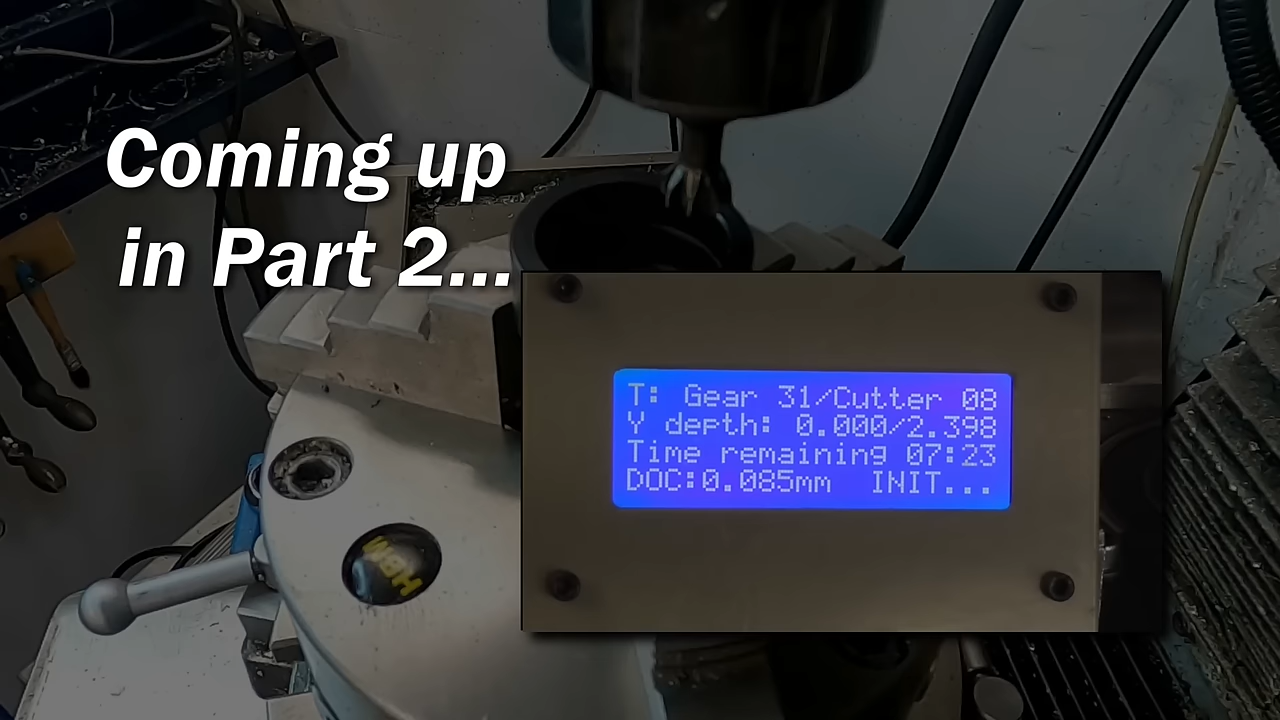 Coming up
in Part 2...
T: Gear 31/Cutter 08
Y depth: 0.000/2.398
Time remaining 07:23
DOC:0.085mm INIT...
HBM